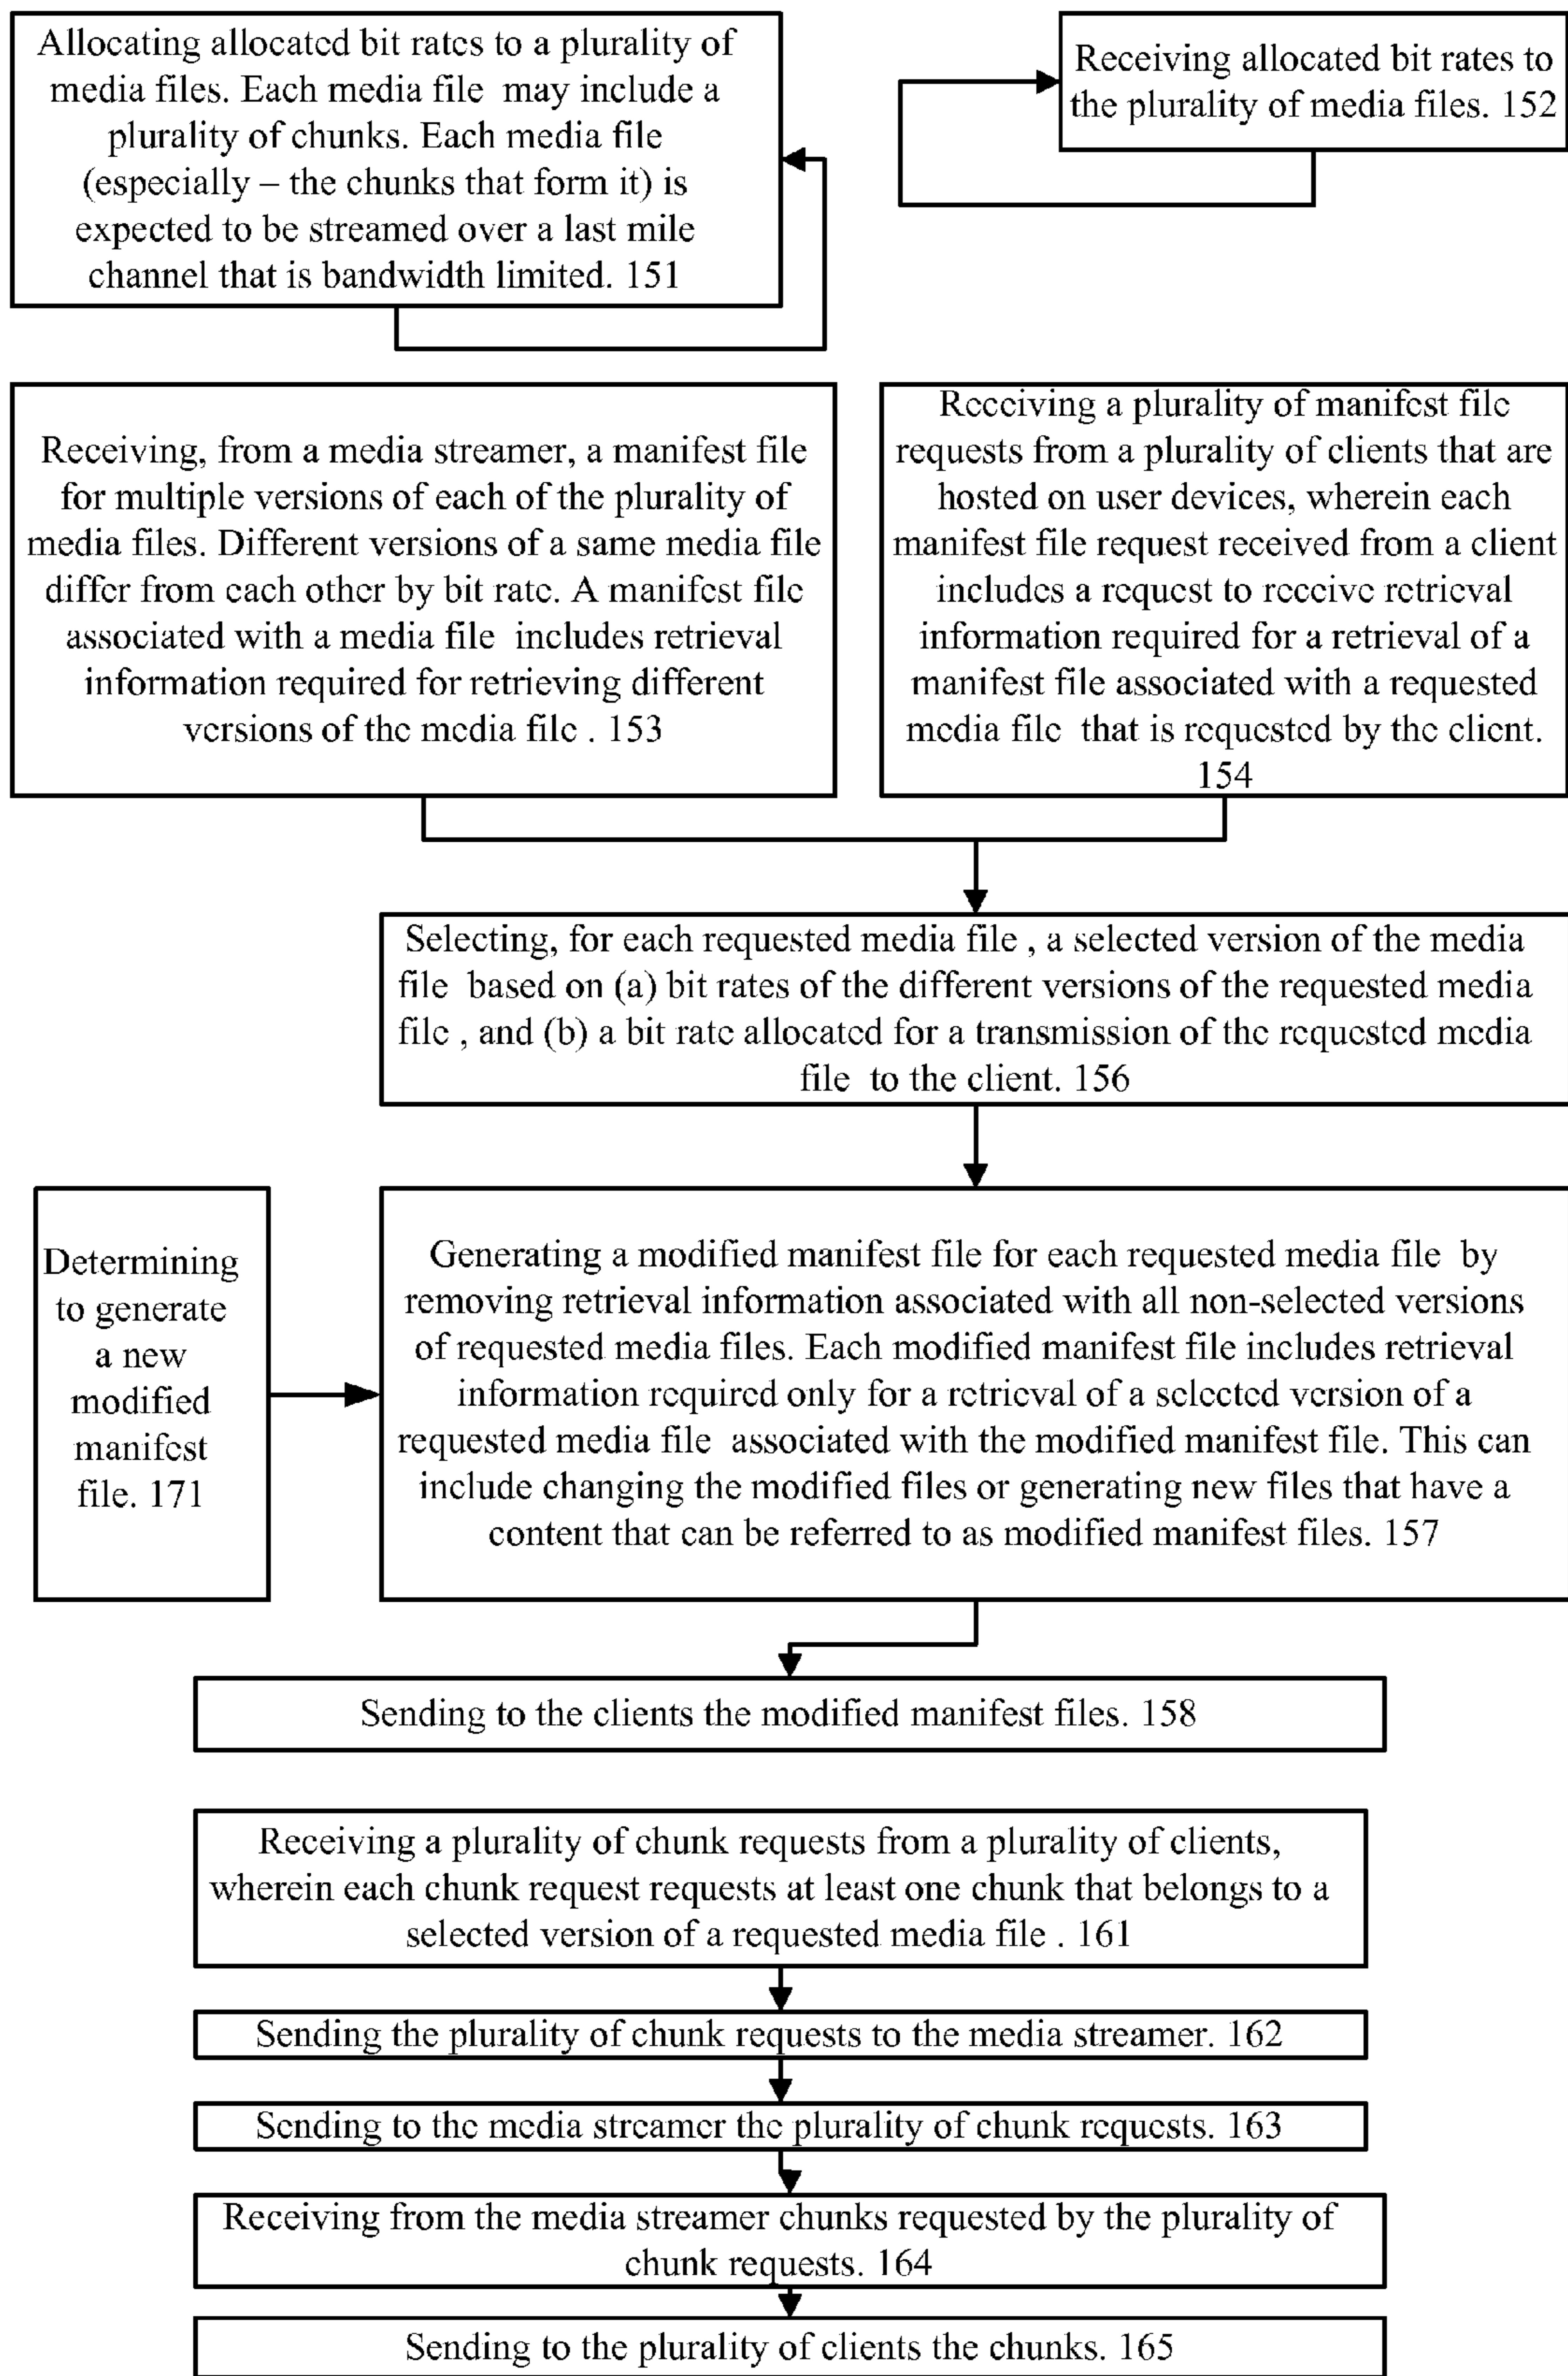 Allocating allocated bit rates to a plurality of
media files. Each media file may include a
plurality of chunks. Each media file
(especially – the chunks that form it) is
expected to be streamed over a last mile
channel that is bandwidth limited. 151
Receiving allocated bit rates to
the plurality of media files. 152
Receiving, from a media streamer, a manifest file
for multiple versions of each of the plurality of
media files. Different versions of a same media file
differ from each other by bit rate. A manifest file
associated with a media file includes retrieval
information required for retrieving different
versions of the media file . 153
Receiving a plurality of manifest file
requests from a plurality of clients that are
hosted on user devices, wherein each
manifest file request received from a client
includes a request to receive retrieval
information required for a retrieval of a
manifest file associated with a requested
media file that is requested by the client.
154
Selecting, for each requested media file , a selected version of the media
file based on (a) bit rates of the different versions of the requested media
file , and (b) a bit rate allocated for a transmission of the requested media
file to the client. 156
Determining
to generate
a new
modified
manifest
file. 171
Generating a modified manifest file for each requested media file by
removing retrieval information associated with all non-selected versions
of requested media files. Each modified manifest file includes retrieval
information required only for a retrieval of a selected version of a
requested media file associated with the modified manifest file. This can
include changing the modified files or generating new files that have a
content that can be referred to as modified manifest files. 157
Sending to the clients the modified manifest files. 158
Receiving a plurality of chunk requests from a plurality of clients,
wherein each chunk request requests at least one chunk that belongs to a
selected version of a requested media file . 161
Sending the plurality of chunk requests to the media streamer. 162
Sending to the media streamer the plurality of chunk requests. 163
Receiving from the media streamer chunks requested by the plurality of
chunk requests. 164
Sending to the plurality of clients the chunks. 165